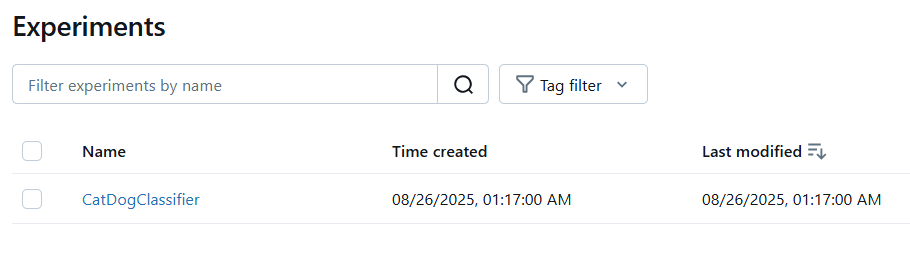 Experiments
Filter experiments by name
Tag filter
Name Time created Last modified
CatDogClassifier 08/26/2025, 01:17:00 AM 08/26/2025, 01:17:00 AM